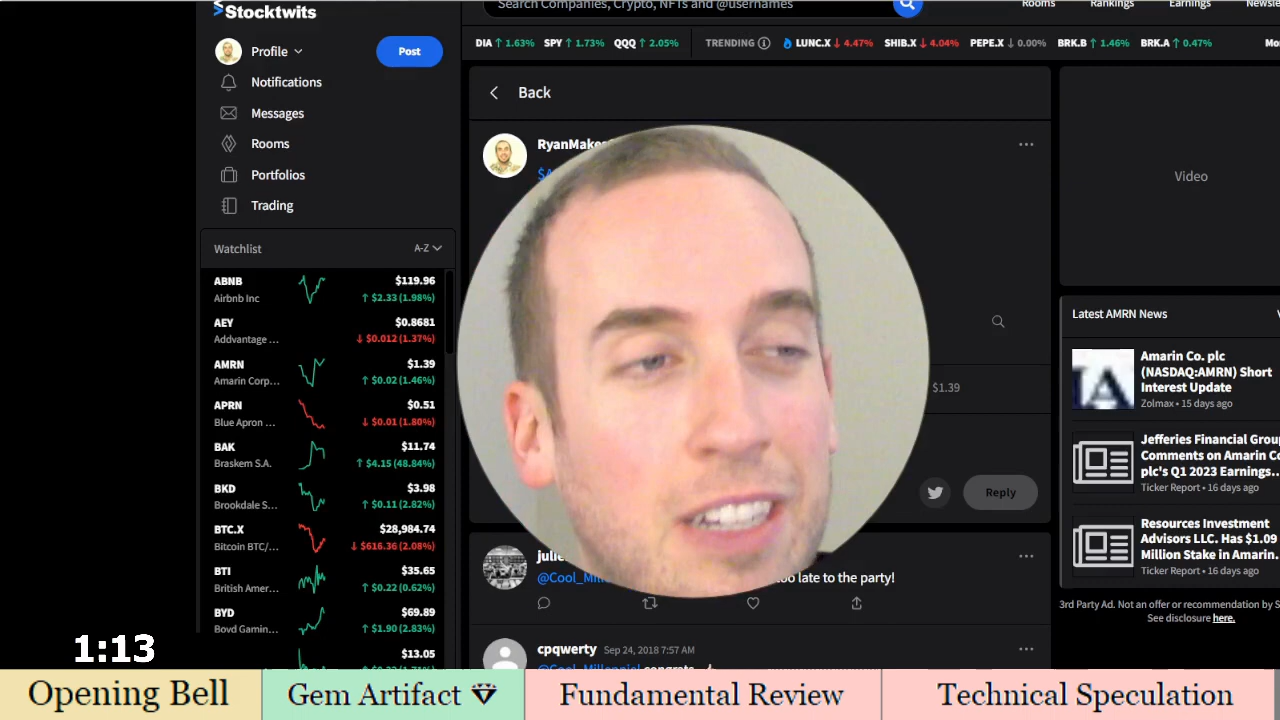 Stocktwits
Search Companies, Crypto, NFTs and @usernames
Rooms
Rankings
Earnings
Profile
Post
Notifications
Messages
Rooms
Portfolios
Trading
DIA ↑ 1.63% SPY ↑ 1.73% QQQ ↑ 2.05% TRENDING LUNC.X ↓ 4.47% SHIB.X ↓ 4.04% PEPE.X ↓ 0.00% BRK.B ↑ 1.46% BRK.A ↑ 0.47%
Back
Watchlist A-Z
ABNB $119.96
Airbnb Inc ↑ $2.33 (1.98%)
AEY $0.8681
Addvantage ... ↓ $0.012 (1.37%)
AMRN $1.39
Amarin Corp... ↑ $0.02 (1.46%)
APRN $0.51
Blue Apron ... ↓ $0.01 (1.80%)
BAK $11.74
Braskem S.A. ↑ $4.15 (48.84%)
BKD $3.98
Brookdale S... ↑ $0.11 (2.82%)
BTC.X $28,984.74
Bitcoin BTC/... ↓ $616.36 (2.08%)
BTI $35.65
British Amer... ↑ $0.22 (0.62%)
BYD $69.89
Boyd Gamin... ↑ $1.90 (2.83%)
$13.05
$1.39
Reply
too late to the party!
cpqwerty Sep 24, 2018 7:57 AM
Video
Latest AMRN News
Amarin Co. plc
(NASDAQ:AMRN) Short
Interest Update
Zolmax • 15 days ago
Jefferies Financial Group
Comments on Amarin Co
plc's Q1 2023 Earnings...
Ticker Report • 16 days ago
Resources Investment
Advisors LLC. Has $1.09
Million Stake in Amarin...
Ticker Report • 16 days ago
3rd Party Ad. Not an offer or recommendation by S
See disclosure here.
1:13
Opening Bell
Gem Artifact
Fundamental Review
Technical Speculation